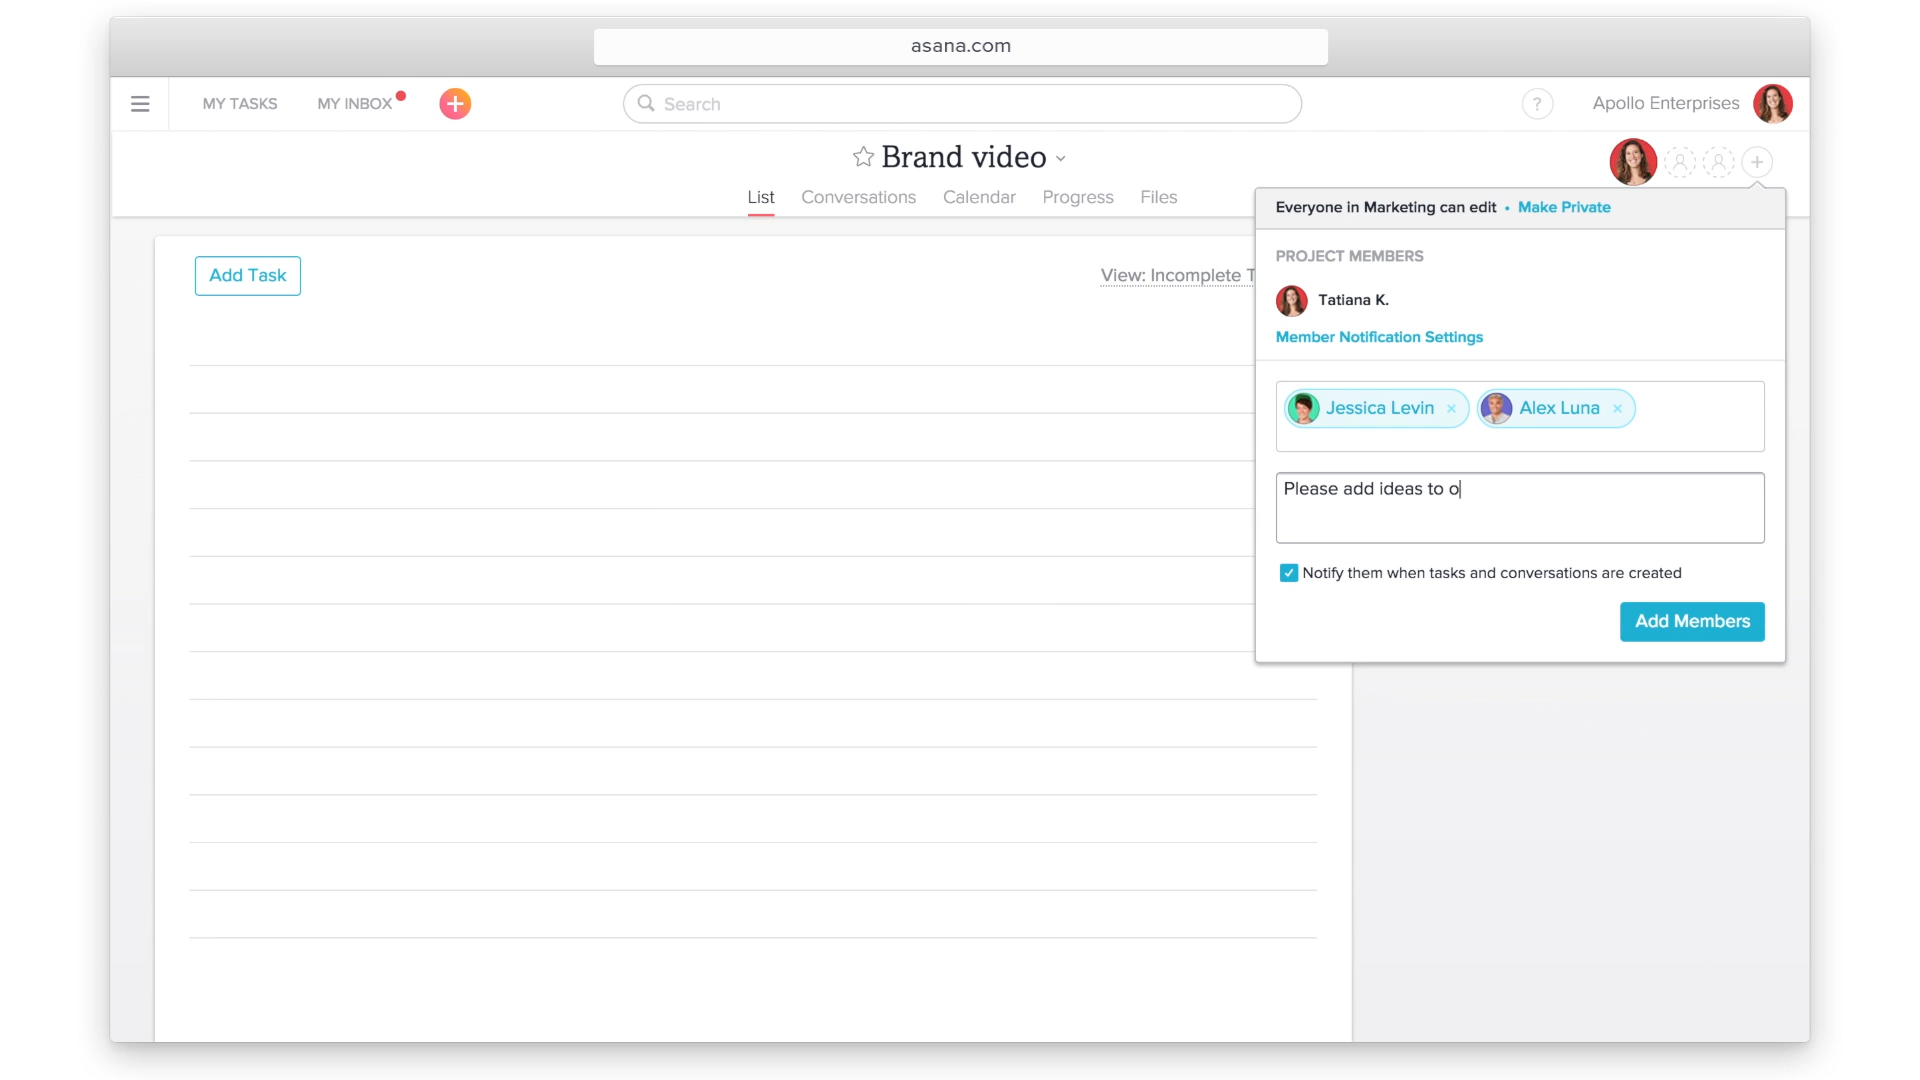 asana.com
MY TASKS
MY INBOX
Search
?
Apollo Enterprises
Brand video
List
Conversations
Calendar
Progress
Files
Everyone in Marketing can edit • Make Private
PROJECT MEMBERS
Tatiana K.
Member Notification Settings
Add Task
View: Incomplete T
Jessica Levin ×
Alex Luna ×
Please add ideas to o
Notify them when tasks and conversations are created
Add Members